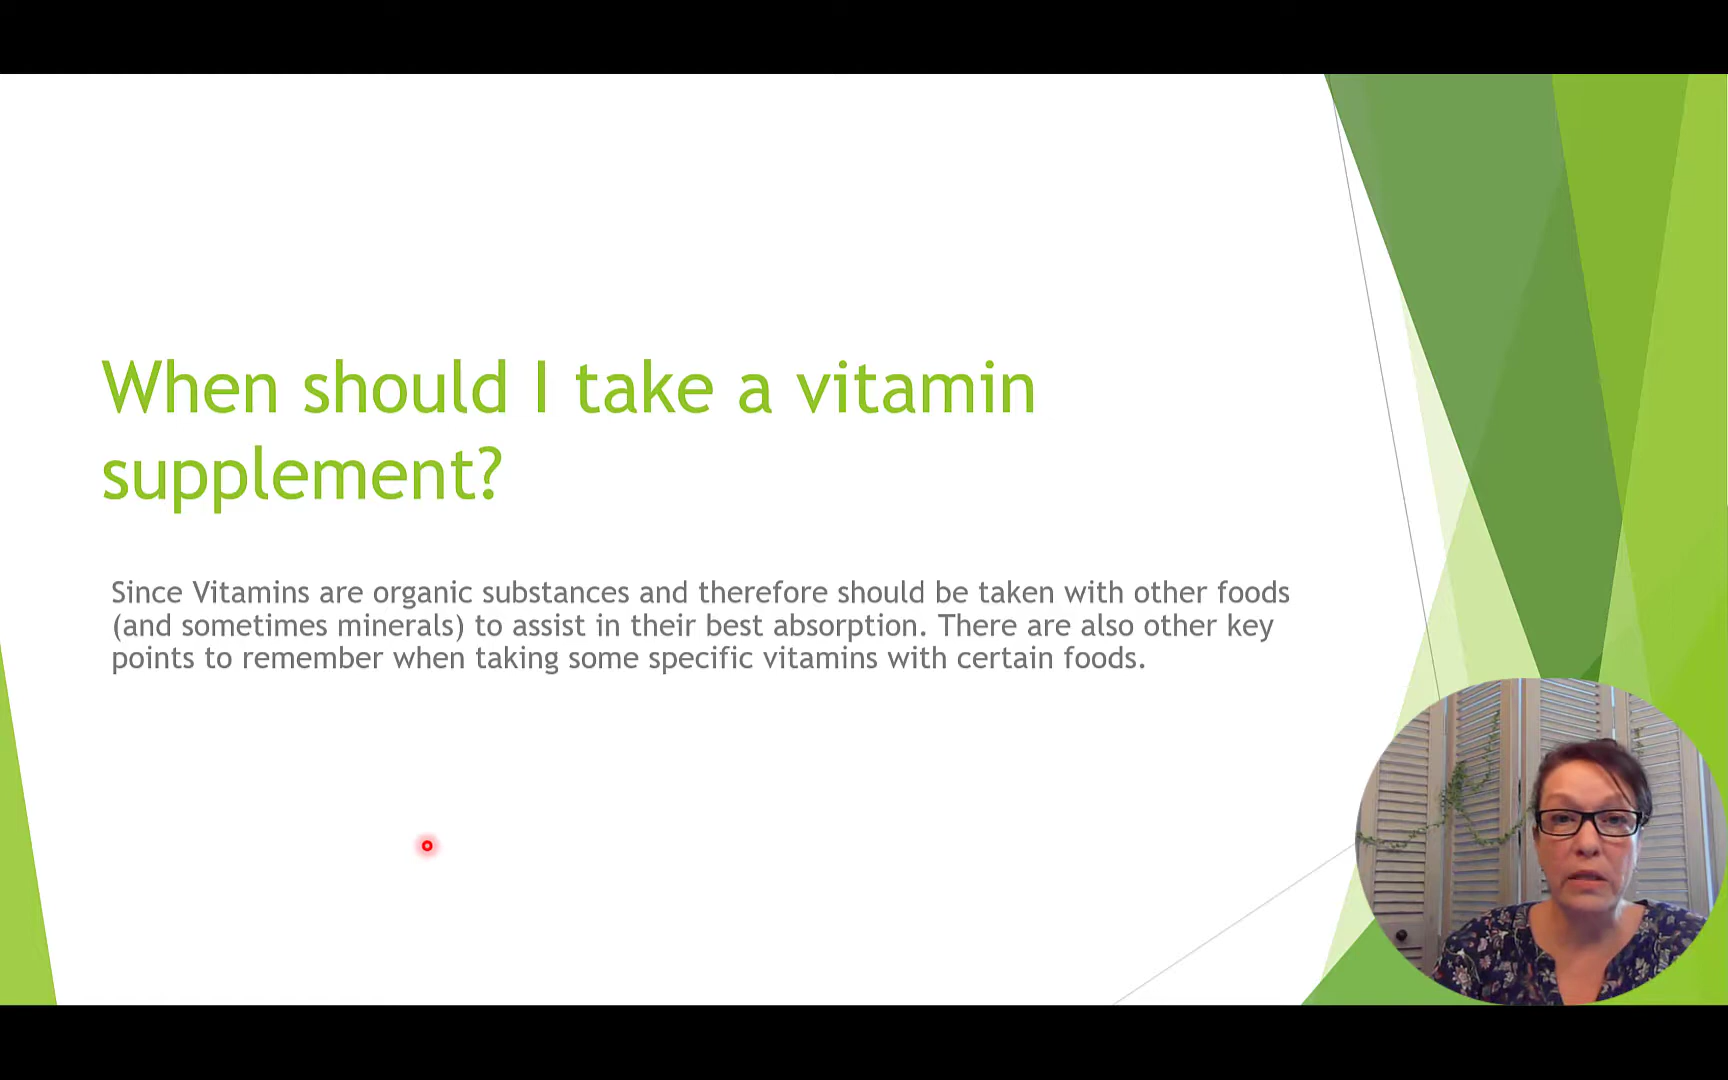 When should I take a vitamin
supplement?
Since Vitamins are organic substances and therefore should be taken with other foods
(and sometimes minerals) to assist in their best absorption. There are also other key
points to remember when taking some specific vitamins with certain foods.